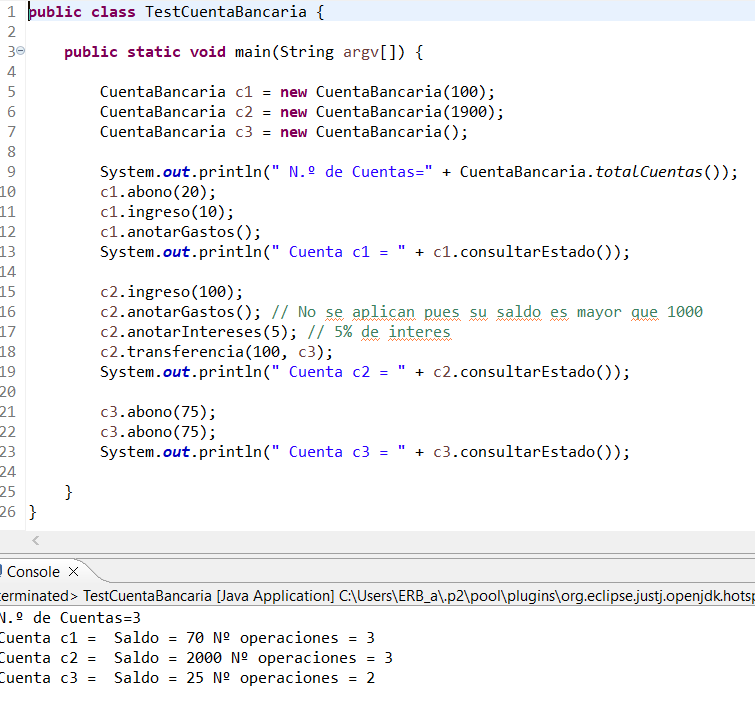 1 public class TestCuentaBancaria {
2
3 public static void main(String argv[]) {
4
5 CuentaBancaria c1 = new CuentaBancaria(100);
6 CuentaBancaria c2 = new CuentaBancaria(1900);
7 CuentaBancaria c3 = new CuentaBancaria();
8
9 System.out.println(" N.º de Cuentas=" + CuentaBancaria.totalCuentas());
10 c1.abono(20);
11 c1.ingreso(10);
12 c1.anotarGastos();
13 System.out.println(" Cuenta c1 = " + c1.consultarEstado());
14
15 c2.ingreso(100);
16 c2.anotarGastos(); // No se aplican pues su saldo es mayor que 1000
17 c2.anotarIntereses(5); // 5% de interes
18 c2.transferencia(100, c3);
19 System.out.println(" Cuenta c2 = " + c2.consultarEstado());
20
21 c3.abono(75);
22 c3.abono(75);
23 System.out.println(" Cuenta c3 = " + c3.consultarEstado());
24
25 }
26 }
Console
terminated> TestCuentaBancaria [Java Application] C:\Users\ERB_a\.p2\pool\plugins\org.eclipse.justj.openjdk.hotsp
N.º de Cuentas=3
Cuenta c1 = Saldo = 70 Nº operaciones = 3
Cuenta c2 = Saldo = 2000 Nº operaciones = 3
Cuenta c3 = Saldo = 25 Nº operaciones = 2